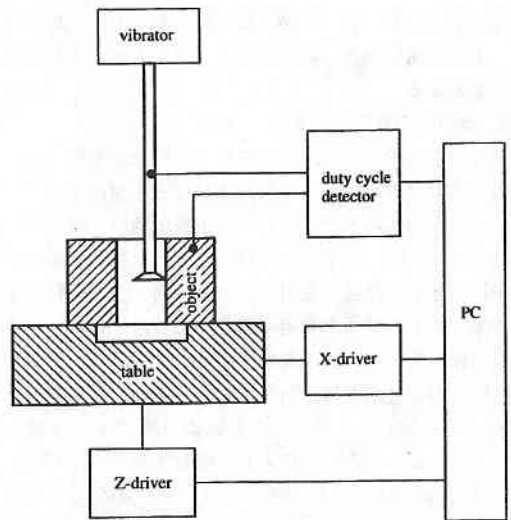 vibrator
duty cycle
detector
object
PC
table
X-driver
Z-driver